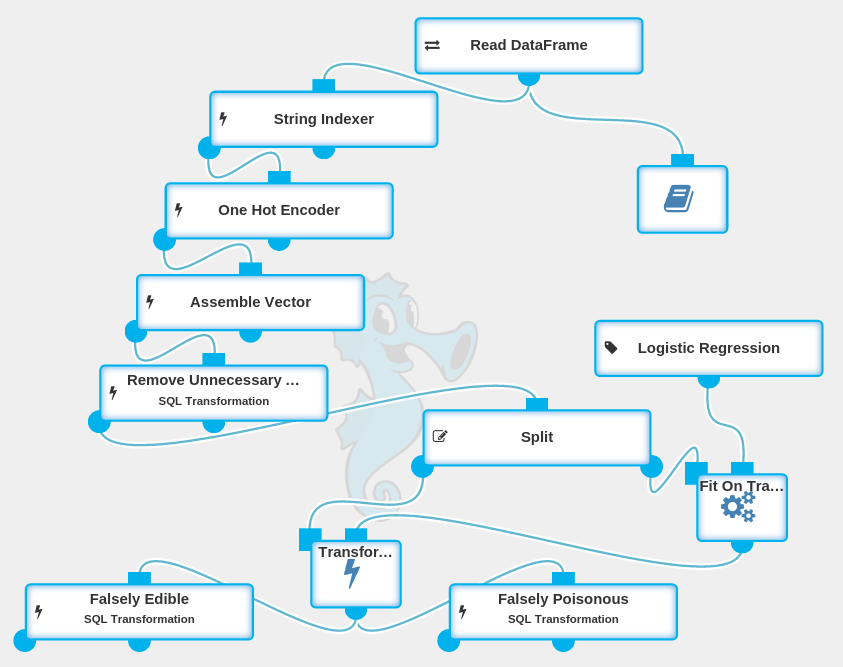 Read DataFrame
String Indexer
One Hot Encoder
Assemble Vector
Logistic Regression
Remove Unnecessary ...
SQL Transformation
Split
Fit On Tra...
Transfor...
Falsely Edible
SQL Transformation
Falsely Poisonous
SQL Transformation